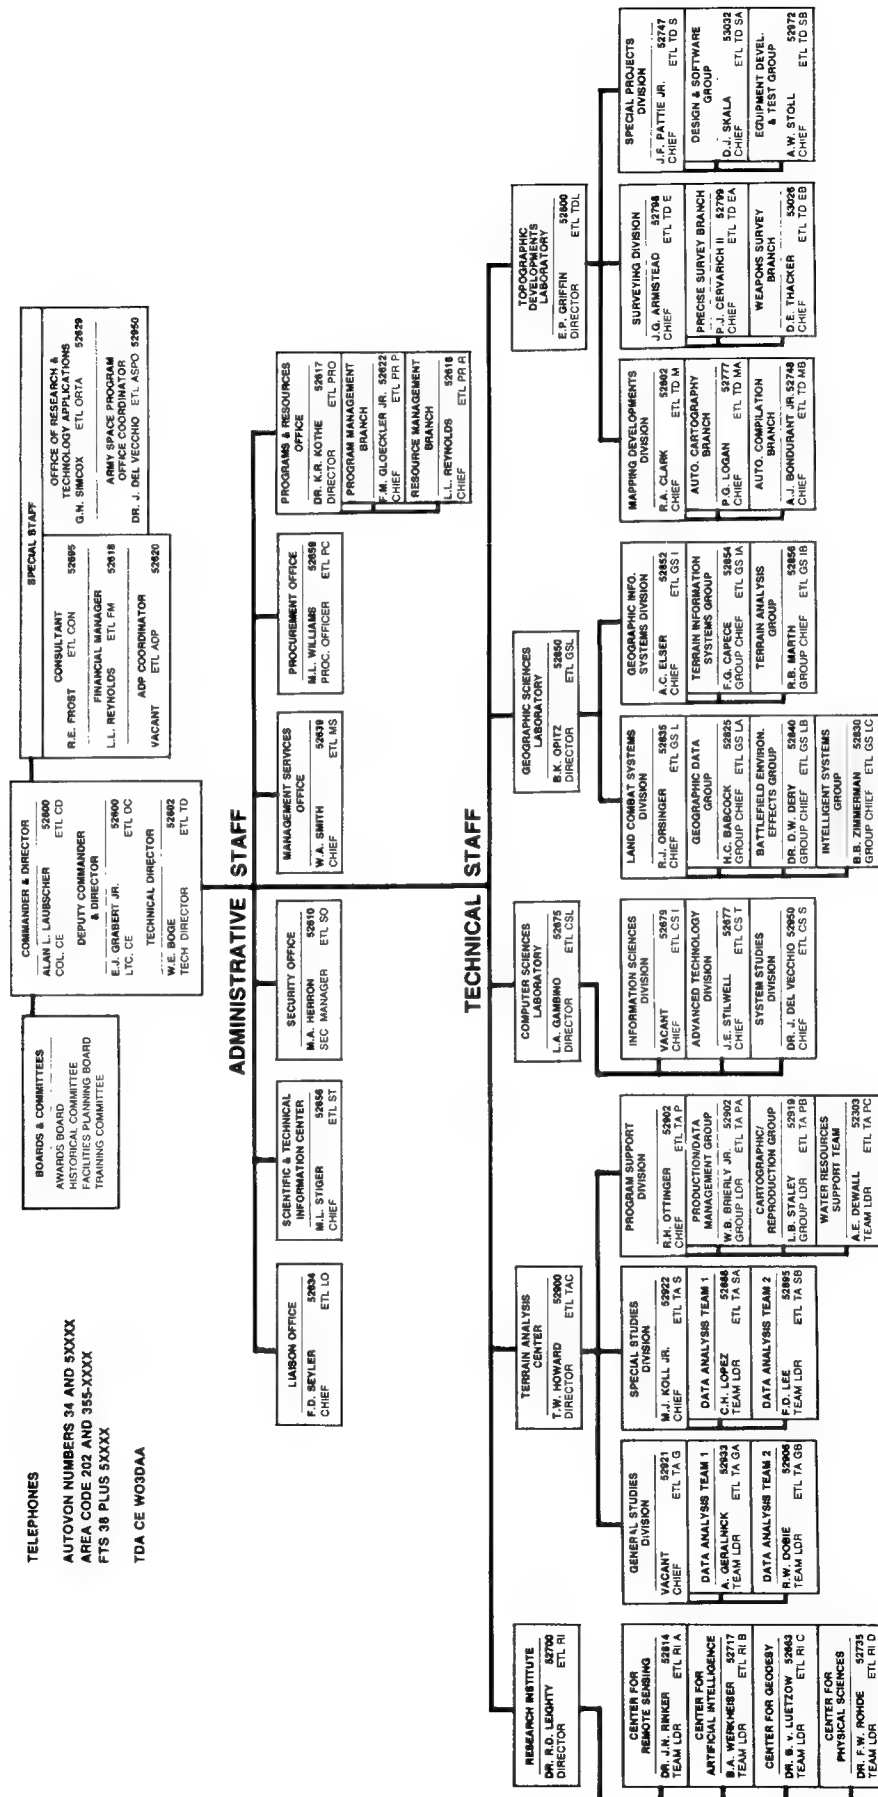 TELEPHONES
AUTOVON NUMBERS 34 AND 5XXXX
AREA CODE 202 AND 355-XXXX
FTS 38 PLUS 5XXXX
TDA CE WO3DAA
BOARDS & COMMITTEES
AWARDS BOARD
HISTORICAL COMMITTEE
FACILITIES PLANNING BOARD
TRAINING COMMITTEE
COMMANDER & DIRECTOR
ALAN L. LAUBSCHER 52600
COL. CE ETL CD
DEPUTY COMMANDER
& DIRECTOR
E.J. GRABERT JR. 52600
LTC. CE ETL DC
TECHNICAL DIRECTOR
W.E. BOGE 52602
TECH DIRECTOR ETL TD
SPECIAL STAFF
CONSULTANT
R.E. FROST ETL CON 52695
FINANCIAL MANAGER
L.L. REYNOLDS ETL FM 52618
ADP COORDINATOR
VACANT ETL ADP 52620
OFFICE OF RESEARCH &
TECHNOLOGY APPLICATIONS
G.N. SIMCOX ETL ORTA 52629
ARMY SPACE PROGRAM
OFFICE COORDINATOR
DR. J. DEL VECCHIO ETL ASPO 52950
ADMINISTRATIVE STAFF
LIAISON OFFICE
F.D. SEYLER 52634
CHIEF ETL LO
SCIENTIFIC & TECHNICAL
INFORMATION CENTER
M.L. STIGER 52656
CHIEF ETL ST
SECURITY OFFICE
M.A. HERRON 52610
SEC MANAGER ETL SO
MANAGEMENT SERVICES
OFFICE
W.A. SMITH 52639
CHIEF ETL MS
PROCUREMENT OFFICE
M.L. WILLIAMS 52659
PROC. OFFICER ETL PC
PROGRAMS & RESOURCES
OFFICE
DR. K.R. KOTHE 52617
DIRECTOR ETL PRO
PROGRAM MANAGEMENT
BRANCH
F.M. GLOECKLER JR. 52622
CHIEF ETL PR P
RESOURCE MANAGEMENT
BRANCH
L.L. REYNOLDS 52618
CHIEF ETL PR R
TECHNICAL STAFF
RESEARCH INSTITUTE
DR. R.D. LEIGHTY 52700
DIRECTOR ETL RI
CENTER FOR
REMOTE SENSING
DR. J.N. RINKER 52614
TEAM LDR ETL RI A
CENTER FOR
ARTIFICIAL INTELLIGENCE
B.A. WERKHEISER 52717
TEAM LDR ETL RI B
CENTER FOR GEODESY
DR. B. v. LUETZOW 52663
TEAM LDR ETL RI C
CENTER FOR
PHYSICAL SCIENCES
DR. F.W. ROHDE 52735
TEAM LDR ETL RI D
TERRAIN ANALYSIS
CENTER
T.W. HOWARD 52900
DIRECTOR ETL TAC
GENERAL STUDIES
DIVISION
VACANT 52921
CHIEF ETL TA G
DATA ANALYSIS TEAM 1
A. GERALNICK 52933
TEAM LDR ETL TA GA
DATA ANALYSIS TEAM 2
R.W. DOBIE 52906
TEAM LDR ETL TA GB
SPECIAL STUDIES
DIVISION
M.J. KOLL JR. 52922
CHIEF ETL TA S
DATA ANALYSIS TEAM 1
C.H. LOPEZ
TEAM LDR ETL TA SA
DATA ANALYSIS TEAM 2
F.D. LEE 52895
TEAM LDR ETL TA SB
PROGRAM SUPPORT
DIVISION
R.H. OTTINGER 52902
CHIEF ETL TA P
PRODUCTION/DATA
MANAGEMENT GROUP
W.B. BRIERLY JR. 52902
GROUP LDR ETL TA PA
CARTOGRAPHIC/
REPRODUCTION GROUP
L.B. STALEY 52919
GROUP LDR ETL TA PB
WATER RESOURCES
SUPPORT TEAM
A.E. DEWALL 52303
TEAM LDR ETL TA PC
COMPUTER SCIENCES
LABORATORY
L.A. GAMBINO 52675
DIRECTOR ETL CSL
INFORMATION SCIENCES
DIVISION
VACANT 52679
CHIEF ETL CS I
ADVANCED TECHNOLOGY
DIVISION
J.E. STILWELL 52677
CHIEF ETL CS T
SYSTEM STUDIES
DIVISION
DR. J. DEL VECCHIO 52950
CHIEF ETL CS S
GEOGRAPHIC SCIENCES
LABORATORY
B.K. OPITZ 52850
DIRECTOR ETL GSL
LAND COMBAT SYSTEMS
DIVISION
R.J. ORSINGER 52835
CHIEF ETL GS L
GEOGRAPHIC DATA
GROUP
H.C. BABCOCK 52825
GROUP CHIEF ETL GS LA
BATTLEFIELD ENVIRON.
EFFECTS GROUP
DR. D.W. DERY 52840
GROUP CHIEF ETL GS LB
INTELLIGENT SYSTEMS
GROUP
B.B. ZIMMERMAN 52830
GROUP CHIEF ETL GS LC
GEOGRAPHIC INFO.
SYSTEMS DIVISION
A.C. ELSER 52852
CHIEF ETL GS I
TERRAIN INFORMATION
SYSTEMS GROUP
F.G. CAPECE 52854
GROUP CHIEF ETL GS IA
TERRAIN ANALYSIS
GROUP
R.B. MARTH 52856
GROUP CHIEF ETL GS IB
TOPOGRAPHIC
DEVELOPMENTS
LABORATORY
E.P. GRIFFIN 52800
DIRECTOR ETL TDL
MAPPING DEVELOPMENTS
DIVISION
R.A. CLARK 52802
CHIEF ETL TD M
AUTO. CARTOGRAPHY
BRANCH
P.G. LOGAN 52777
CHIEF ETL TD MA
AUTO. COMPILATION
BRANCH
A.J. BONDURANT JR. 52748
CHIEF ETL TD MB
SURVEYING DIVISION
J.G. ARMISTEAD 52798
CHIEF ETL TD E
PRECISE SURVEY BRANCH
P.J. CERVARICH II 52799
CHIEF ETL TD EA
WEAPONS SURVEY
BRANCH
D.E. THACKER 53026
CHIEF ETL TD EB
SPECIAL PROJECTS
DIVISION
J.F. PATTIE JR. 52747
CHIEF ETL TD S
DESIGN & SOFTWARE
GROUP
D.J. SKALA 53032
CHIEF ETL TD SA
EQUIPMENT DEVEL.
& TEST GROUP
A.W. STOLL 52972
CHIEF ETL TD SB